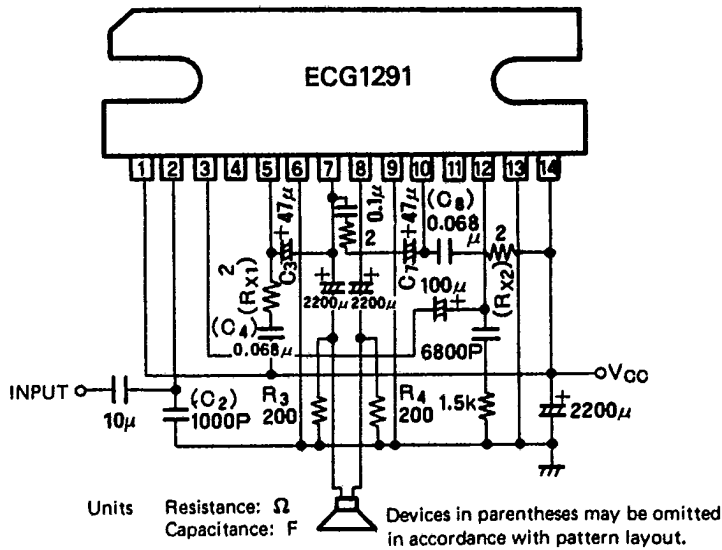 ECG1291
1 2 3 4 5 6 7 8 9 10 11 12 13 14
+ 47μ
C3
0.1μ
2
+ 47μ
C7
(C8)
0.068
μ
2
2
(RX1)
+
2200μ
+
2200μ
100μ
+
(RX2)
(C4)
0.068μ
6800P
INPUT
10μ
(C2)
1000P
R3
200
R4
200
1.5k
VCC
+
2200μ
Units Resistance: Ω
Capacitance: F
Devices in parentheses may be omitted
in accordance with pattern layout.